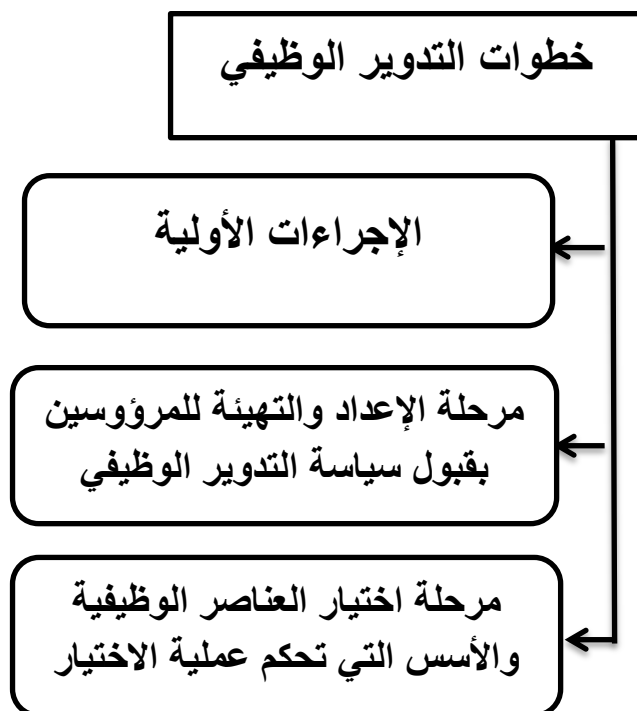 خطوات التدوير الوظيفي
الإجراءات الأولية
مرحلة الإعداد والتهيئة للمرؤوسين
بقبول سياسة التدوير الوظيفي
مرحلة اختيار العناصر الوظيفية
والأسس التي تحكم عملية الاختيار